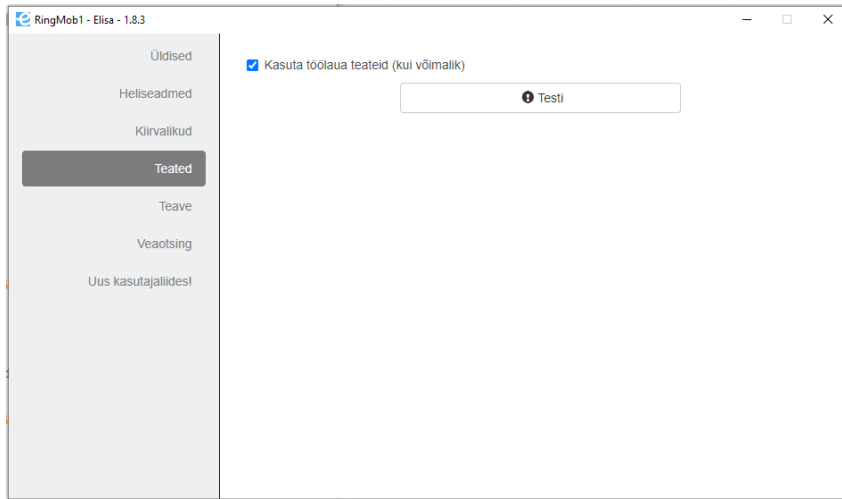 RingMob1 - Elisa - 1.8.3
Üldised
Heliseadmed
Kiirvalikud
Teated
Teave
Veaotsing
Uus kasutajaliides!
Kasuta töölaua teateid (kui võimalik)
Testi